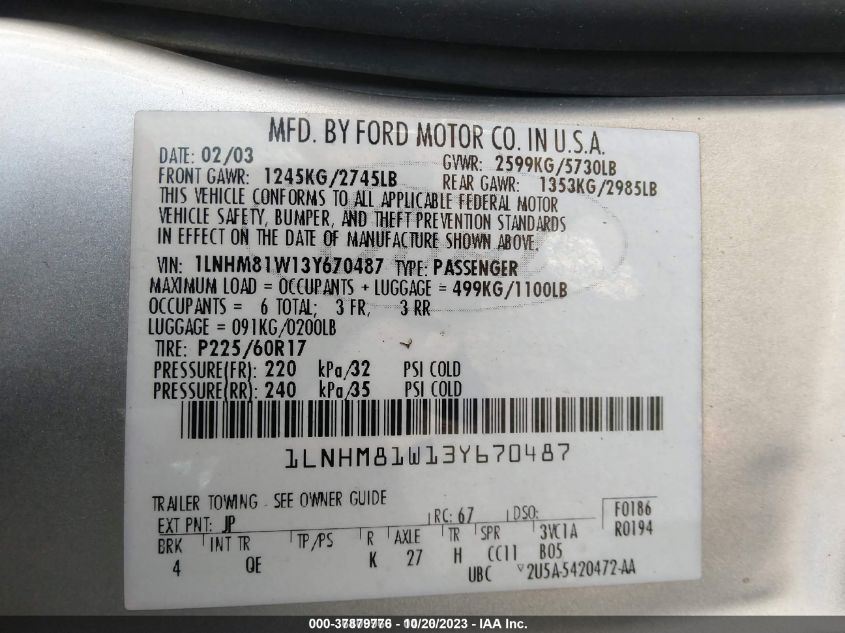 MFD. BY FORD MOTOR CO. IN U.S.A.
DATE: 02/03 GVWR: 2599KG/5730LB
FRONT GAWR: 1245KG/2745LB REAR GAWR: 1353KG/2985LB
THIS VEHICLE CONFORMS TO ALL APPLICABLE FEDERAL MOTOR
VEHICLE SAFETY, BUMPER, AND THEFT PREVENTION STANDARDS
IN EFFECT ON THE DATE OF MANUFACTURE SHOWN ABOVE.
VIN: 1LNHM81W13Y670487 TYPE: PASSENGER
MAXIMUM LOAD = OCCUPANTS + LUGGAGE = 499KG/1100LB
OCCUPANTS = 6 TOTAL; 3 FR, 3 RR
LUGGAGE = 091KG/0200LB
TIRE: P225/60R17
PRESSURE(FR): 220 kPa/32 PSI COLD
PRESSURE(RR): 240 kPa/35 PSI COLD
1LNHM81W13Y670487
TRAILER TOWING - SEE OWNER GUIDE
EXT PNT: JP RC: 67 DSO: F0186
R0194
BRK INT TR TP/PS R AXLE TR SPR 3VC1A
4 QE K 27 H CC11 B05
UBC 2U5A-5420472-AA
000-37879776 - 10/20/2023 - IAA Inc.